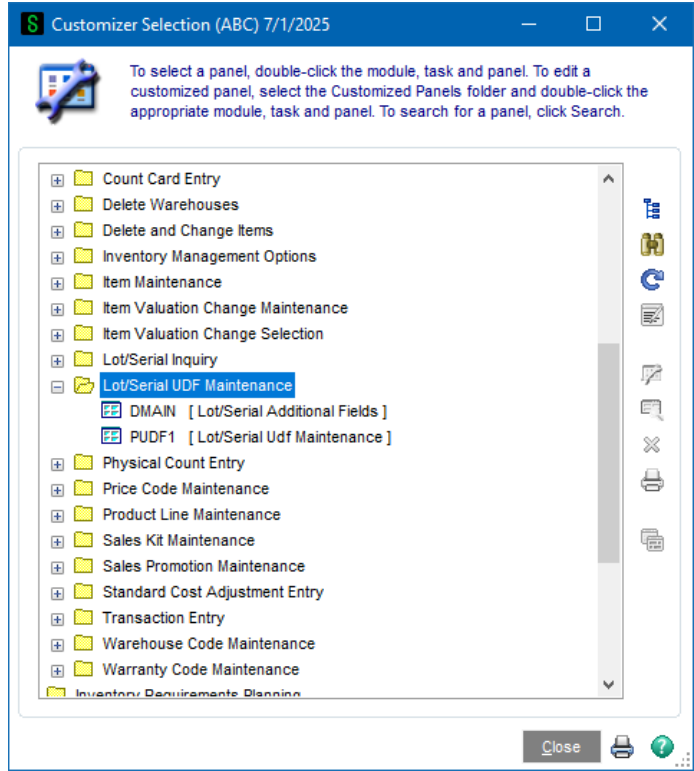 S Customizer Selection (ABC) 7/1/2025
To select a panel, double-click the module, task and panel. To edit a
customized panel, select the Customized Panels folder and double-click the
appropriate module, task and panel. To search for a panel, click Search.
Count Card Entry
Delete Warehouses
Delete and Change Items
Inventory Management Options
Item Maintenance
Item Valuation Change Maintenance
Item Valuation Change Selection
Lot/Serial Inquiry
Lot/Serial UDF Maintenance
DMAIN [ Lot/Serial Additional Fields ]
PUDF1 [ Lot/Serial Udf Maintenance ]
Physical Count Entry
Price Code Maintenance
Product Line Maintenance
Sales Kit Maintenance
Sales Promotion Maintenance
Standard Cost Adjustment Entry
Transaction Entry
Warehouse Code Maintenance
Warranty Code Maintenance
Inventory Requirements Planning
Close